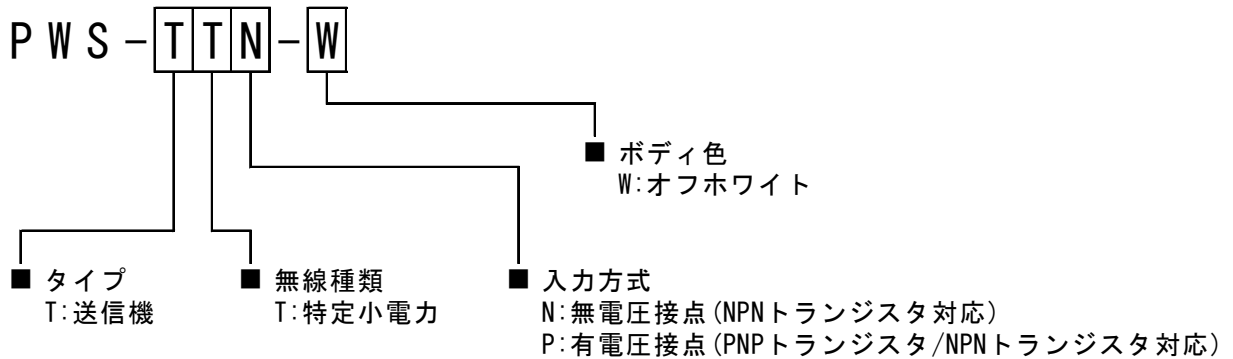 PWS-TTN-W
■ ボディ色
W:オフホワイト
■ タイプ
T:送信機
■ 無線種類
T:特定小電力
■ 入力方式
N:無電圧接点(NPNトランジスタ対応)
P:有電圧接点(PNPトランジスタ/NPNトランジスタ対応)